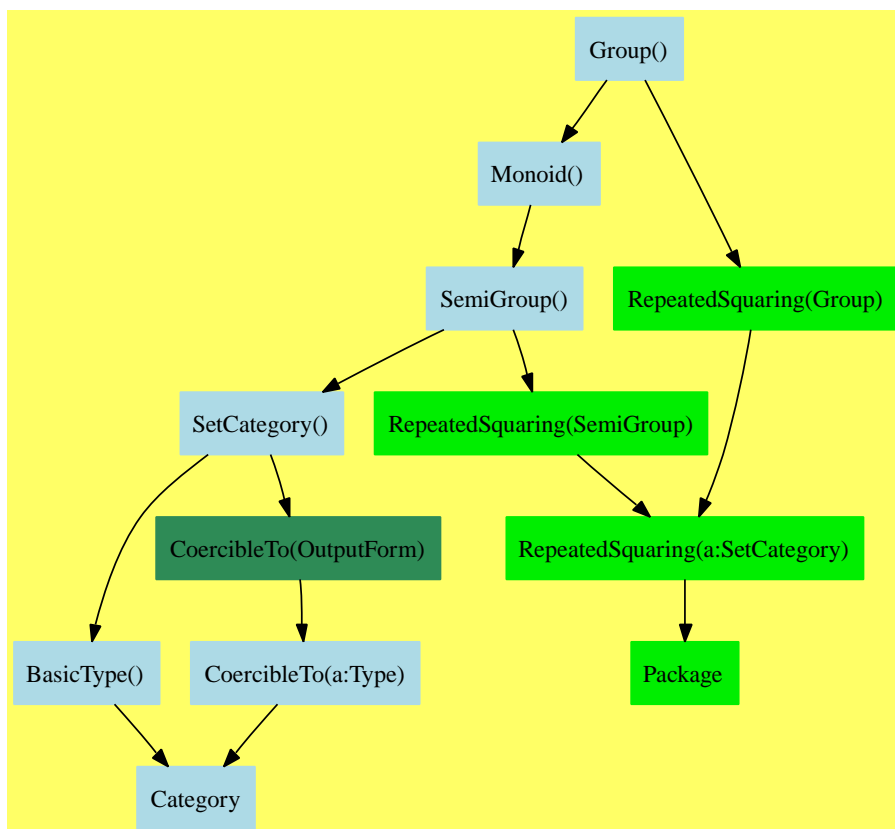 Group()
Monoid()
SemiGroup()
RepeatedSquaring(Group)
SetCategory()
RepeatedSquaring(SemiGroup)
CoercibleTo(OutputForm)
RepeatedSquaring(a:SetCategory)
BasicType()
CoercibleTo(a:Type)
Package
Category